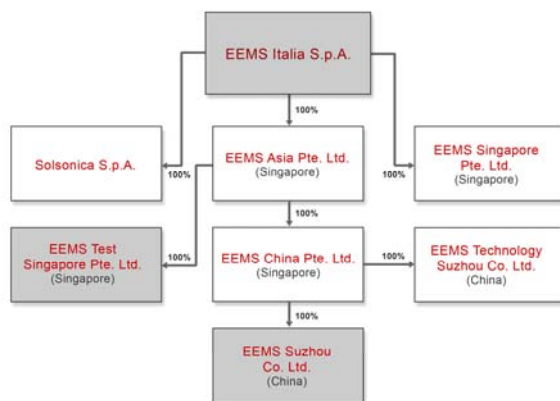 EEMS Italia S.p.A.
100%
Solsonica S.p.A.
100%
EEMS Asia Pte. Ltd.
(Singapore)
EEMS Singapore
Pte. Ltd.
(Singapore)
100%
100%
100%
EEMS Test
Singapore Pte. Ltd.
(Singapore)
100%
EEMS China Pte. Ltd.
(Singapore)
100%
EEMS Technology
Suzhou Co. Ltd.
(China)
100%
EEMS Suzhou
Co. Ltd.
(China)